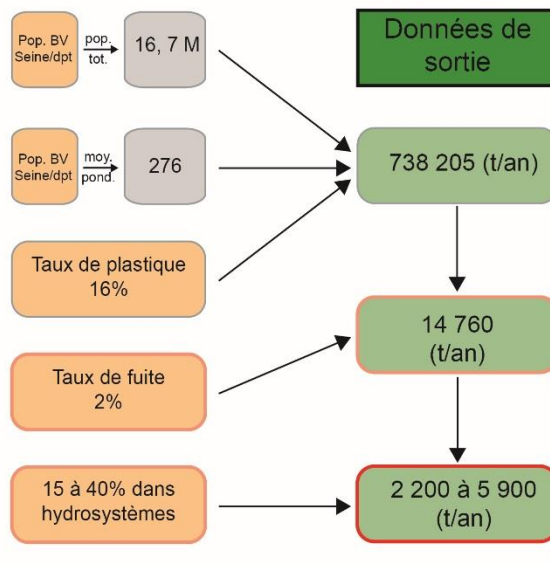 Pop. BV
Seine/dpt
pop.
tot.
16, 7 M
Données de
sortie
Pop. BV
Seine/dpt
moy.
pond.
276
738 205 (t/an)
Taux de plastique
16%
14 760
(t/an)
Taux de fuite
2%
15 à 40% dans
hydrosystèmes
2 200 à 5 900
(t/an)